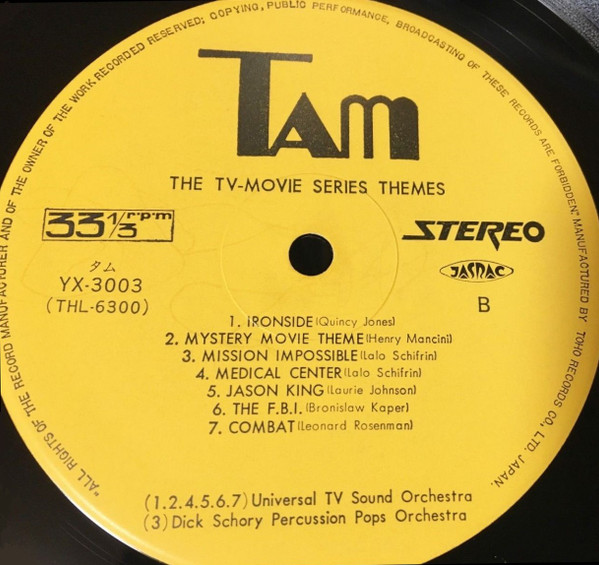 "ALL RIGHTS OF THE RECORD MANUFACTURER AND OF THE OWNER OF THE WORK RECORDED RESERVED; COPYING, PUBLIC PERFORMANCE, BROADCASTING OF THESE RECORDS ARE FORBIDDEN" MANUFACTURED BY TOHO RECORDS CO., LTD. JAPAN.
TAM
THE TV-MOVIE SERIES THEMES
33 1/3 r·p·m
STEREO
タム
JASRAC
YX-3003
B
(THL-6300)
1. IRONSIDE (Quincy Jones)
2. MYSTERY MOVIE THEME (Henry Mancini)
3. MISSION IMPOSSIBLE (Lalo Schifrin)
4. MEDICAL CENTER (Lalo Schifrin)
5. JASON KING (Laurie Johnson)
6. THE F.B.I. (Bronislaw Kaper)
7. COMBAT (Leonard Rosenman)
(1.2.4.5.6.7) Universal TV Sound Orchestra
(3) Dick Schory Percussion Pops Orchestra